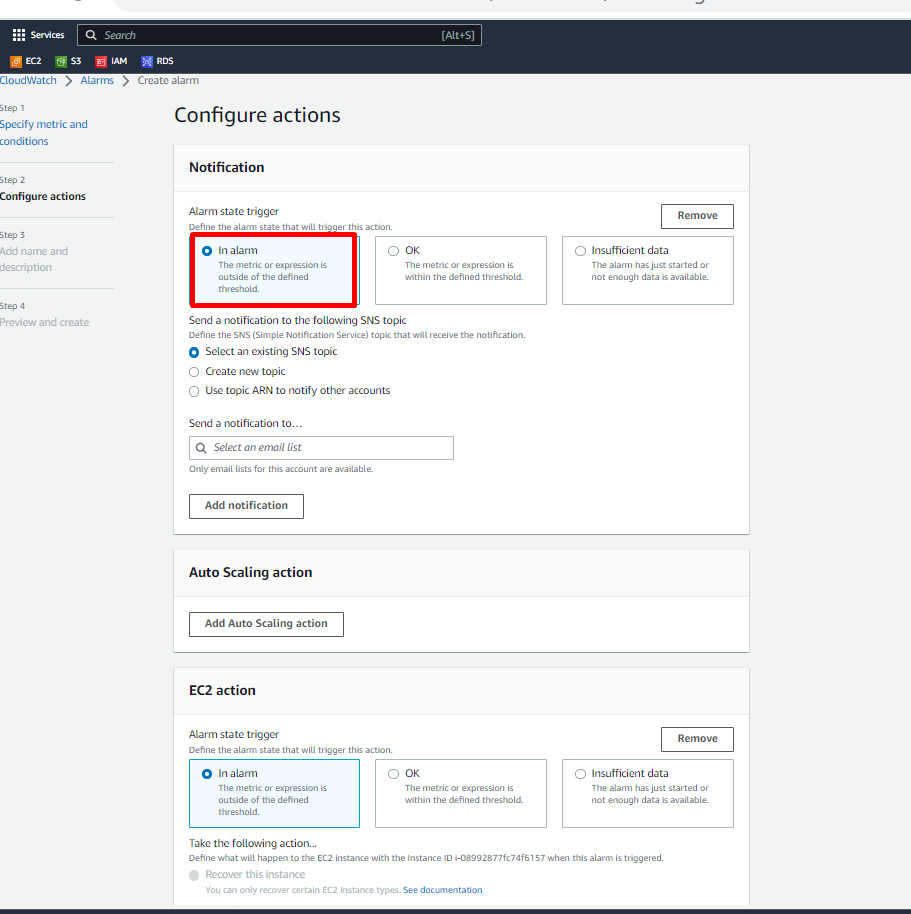 Services
Search
[Alt+S]
EC2 S3 IAM RDS
CloudWatch > Alarms > Create alarm
Step 1
Specify metric and
conditions
Step 2
Configure actions
Step 3
Add name and
description
Step 4
Preview and create
Configure actions
Notification
Alarm state trigger
Define the alarm state that will trigger this action.
Remove
In alarm
The metric or expression is
outside of the defined
threshold.
OK
The metric or expression is
within the defined threshold.
Insufficient data
The alarm has just started or
not enough data is available.
Send a notification to the following SNS topic
Define the SNS (Simple Notification Service) topic that will receive the notification.
Select an existing SNS topic
Create new topic
Use topic ARN to notify other accounts
Send a notification to…
Select an email list
Only email lists for this account are available.
Add notification
Auto Scaling action
Add Auto Scaling action
EC2 action
Alarm state trigger
Define the alarm state that will trigger this action.
Remove
In alarm
The metric or expression is
outside of the defined
threshold.
OK
The metric or expression is
within the defined threshold.
Insufficient data
The alarm has just started or
not enough data is available.
Take the following action...
Define what will happen to the EC2 instance with the Instance ID i-08992877fc74f6157 when this alarm is triggered.
Recover this instance
You can only recover certain EC2 instance types. See documentation